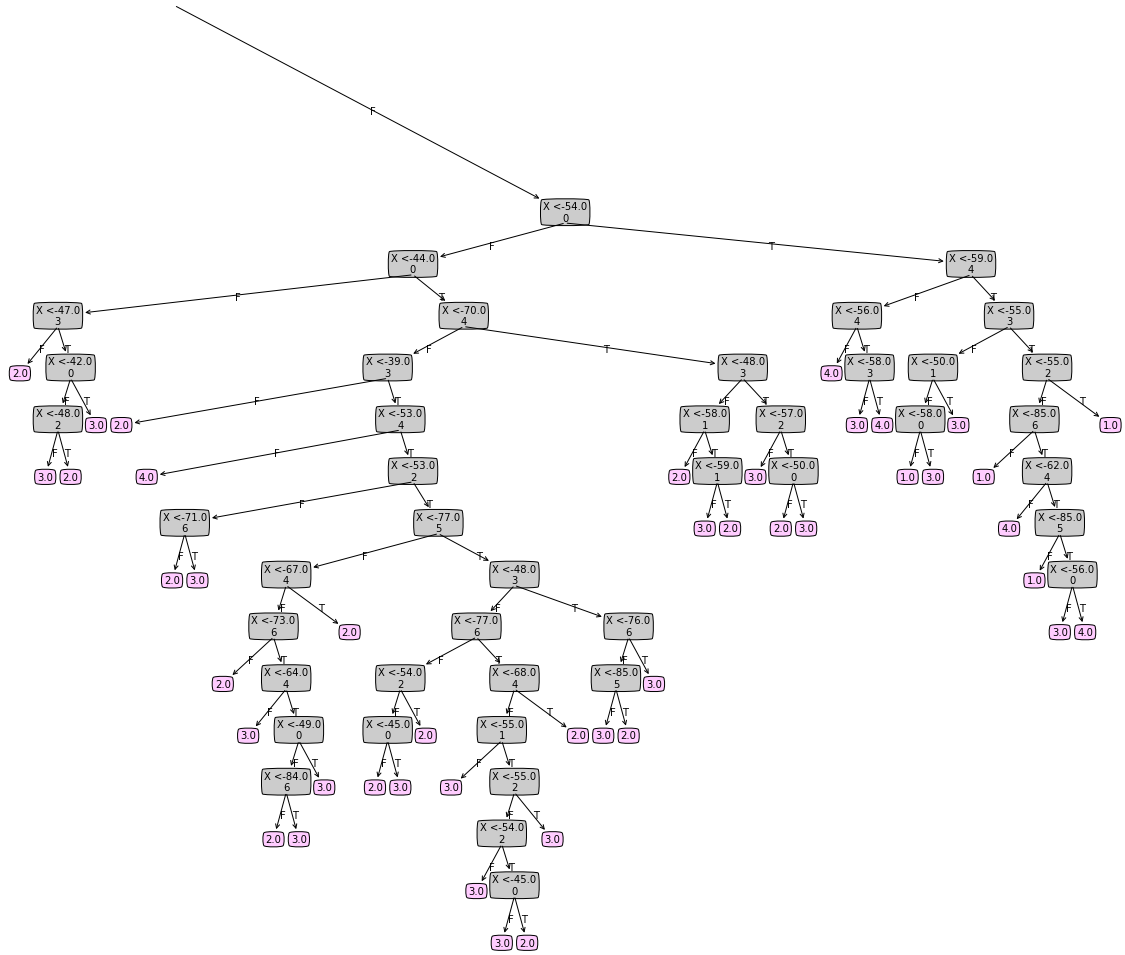 F
X <-54.0
0
F
T
X <-44.0
0
X <-59.0
4
F
T
F
T
X <-47.0
3
X <-70.0
4
X <-56.0
4
X <-55.0
3
F
T
F
T
F
T
F
T
2.0
X <-42.0
0
X <-39.0
3
X <-48.0
3
4.0
X <-58.0
3
X <-50.0
1
X <-55.0
2
F
T
F
T
F
T
F
T
F
T
F
T
F
T
X <-48.0
2
3.0
2.0
X <-53.0
4
X <-58.0
1
X <-57.0
2
3.0
4.0
X <-58.0
0
3.0
X <-85.0
6
1.0
F
T
F
T
F
T
F
T
F
T
F
T
3.0
2.0
4.0
X <-53.0
2
2.0
X <-59.0
1
3.0
X <-50.0
0
1.0
3.0
1.0
X <-62.0
4
F
T
F
T
F
T
F
T
X <-71.0
6
X <-77.0
5
3.0
2.0
2.0
3.0
4.0
X <-85.0
5
F
T
F
T
F
T
2.0
3.0
X <-67.0
4
X <-48.0
3
1.0
X <-56.0
0
F
T
F
T
F
T
X <-73.0
6
2.0
X <-77.0
6
X <-76.0
6
3.0
4.0
F
T
F
T
F
T
2.0
X <-64.0
4
X <-54.0
2
X <-68.0
4
X <-85.0
5
3.0
F
T
F
T
F
T
F
T
3.0
X <-49.0
0
X <-45.0
0
2.0
X <-55.0
1
2.0
3.0
2.0
F
T
F
T
F
T
X <-84.0
6
3.0
2.0
3.0
3.0
X <-55.0
2
F
T
F
T
2.0
3.0
X <-54.0
2
3.0
F
T
3.0
X <-45.0
0
F
T
3.0
2.0